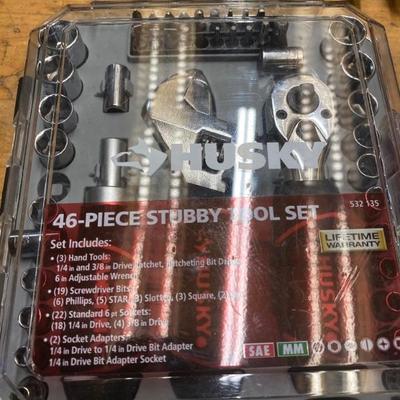 HUSKY
46-PIECE STUBBY TOOL SET
532 35
LIFETIME
WARRANTY
Set Includes:
• (3) Hand Tools:
1/4 in and 3/8 in Drive Ratchet, Ratcheting Bit Driver
6 in Adjustable Wrench
• (19) Screwdriver Bits:
(6) Phillips, (5) STAR, (3) Slotted, (3) Square, (2)
• (22) Standard 6 pt Sockets:
(18) 1/4 in Drive, (4) 3/8 in Drive
• (2) Socket Adapters:
1/4 in Drive to 1/4 in Drive Bit Adapter
1/4 in Drive Bit Adapter Socket
SAE
MM
HUSKY
HUSKY